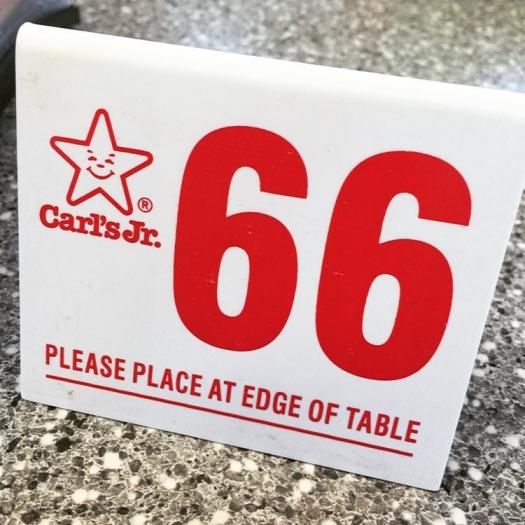 66
®
Carl's Jr.
PLEASE PLACE AT EDGE OF TABLE